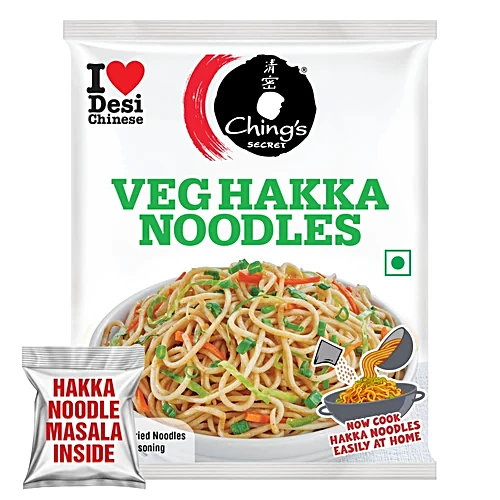 I ❤ Desi
Chinese
清
密
®
Ching's
SECRET
VEG HAKKA
NOODLES
HAKKA
NOODLE
MASALA
INSIDE
ried Noodles
soning
NOW COOK
HAKKA NOODLES
EASILY AT HOME